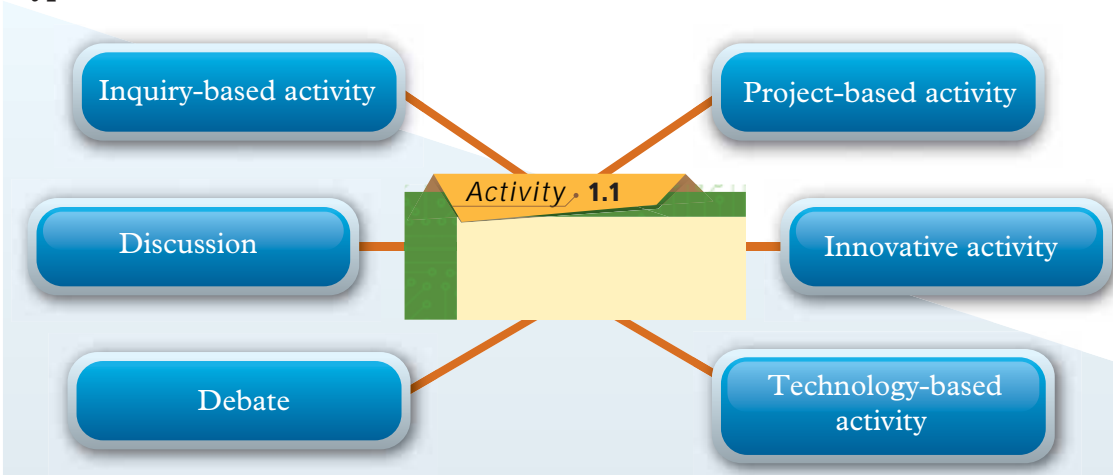 Inquiry-based activity
Project-based activity
Activity 1.1
Discussion
Innovative activity
Debate
Technology-based
activity